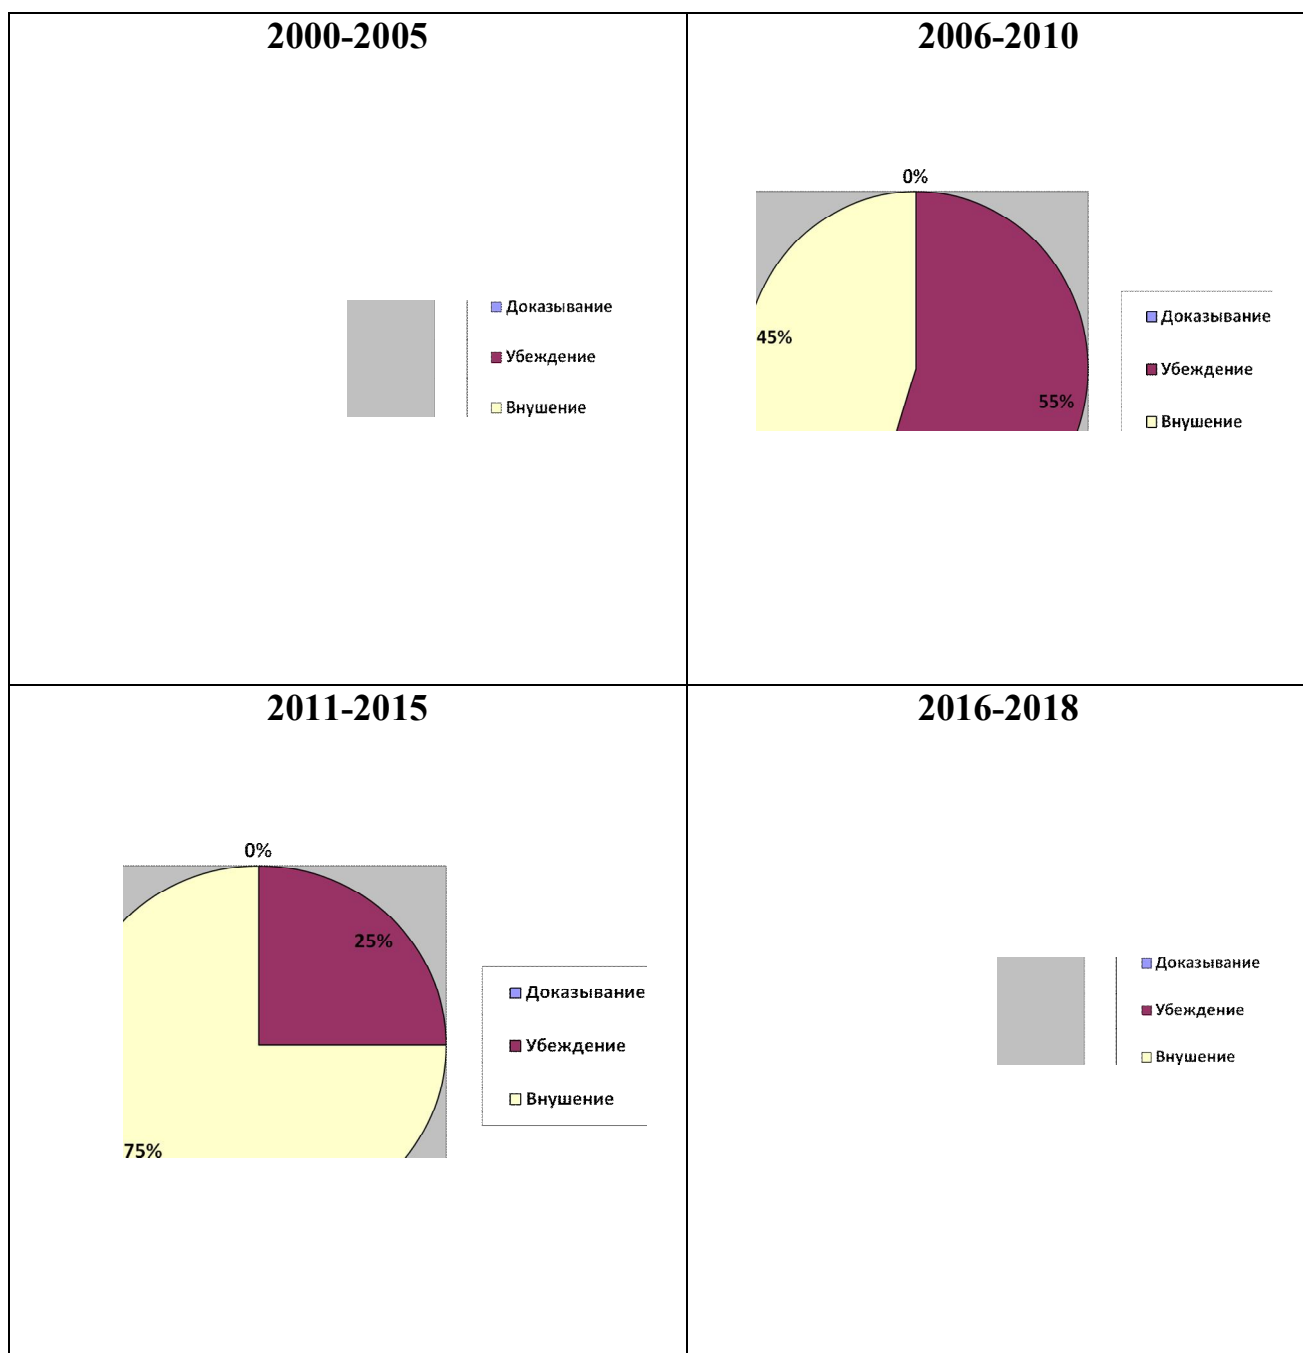 2000-2005
Доказывание
Убеждение
Внушение
2006-2010
0%
45%
55%
Доказывание
Убеждение
Внушение
2011-2015
0%
25%
75%
Доказывание
Убеждение
Внушение
2016-2018
Доказывание
Убеждение
Внушение